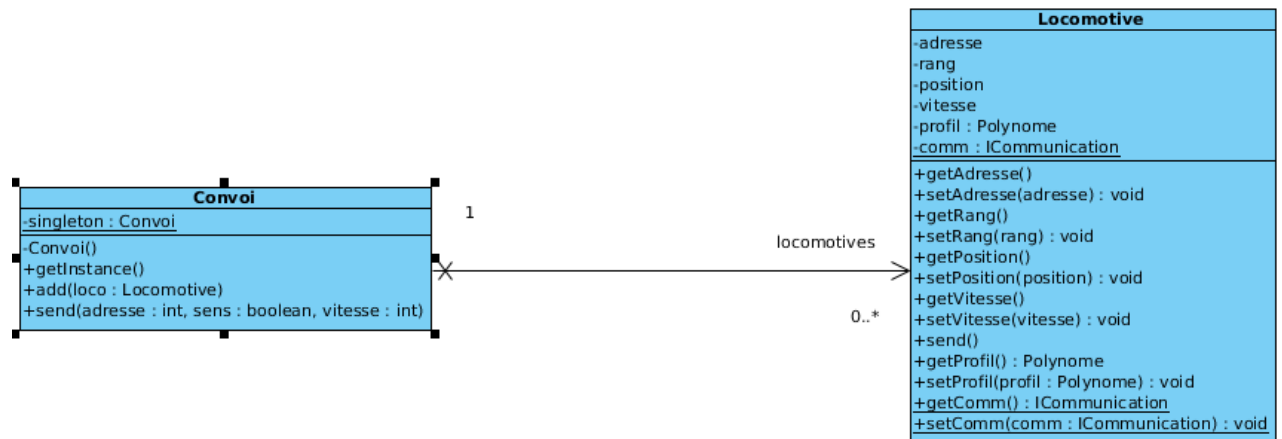 Convoi
-singleton : Convoi
-Convoi()
+getInstance()
+add(loco : Locomotive)
+send(adresse : int, sens : boolean, vitesse : int)
1
locomotives
0..*
Locomotive
-adresse
-rang
-position
-vitesse
-profil : Polynome
-comm : ICommunication
+getAdresse()
+setAdresse(adresse) : void
+getRang()
+setRang(rang) : void
+getPosition()
+setPosition(position) : void
+getVitesse()
+setVitesse(vitesse) : void
+send()
+getProfil() : Polynome
+setProfil(profil : Polynome) : void
+getComm() : ICommunication
+setComm(comm : ICommunication) : void